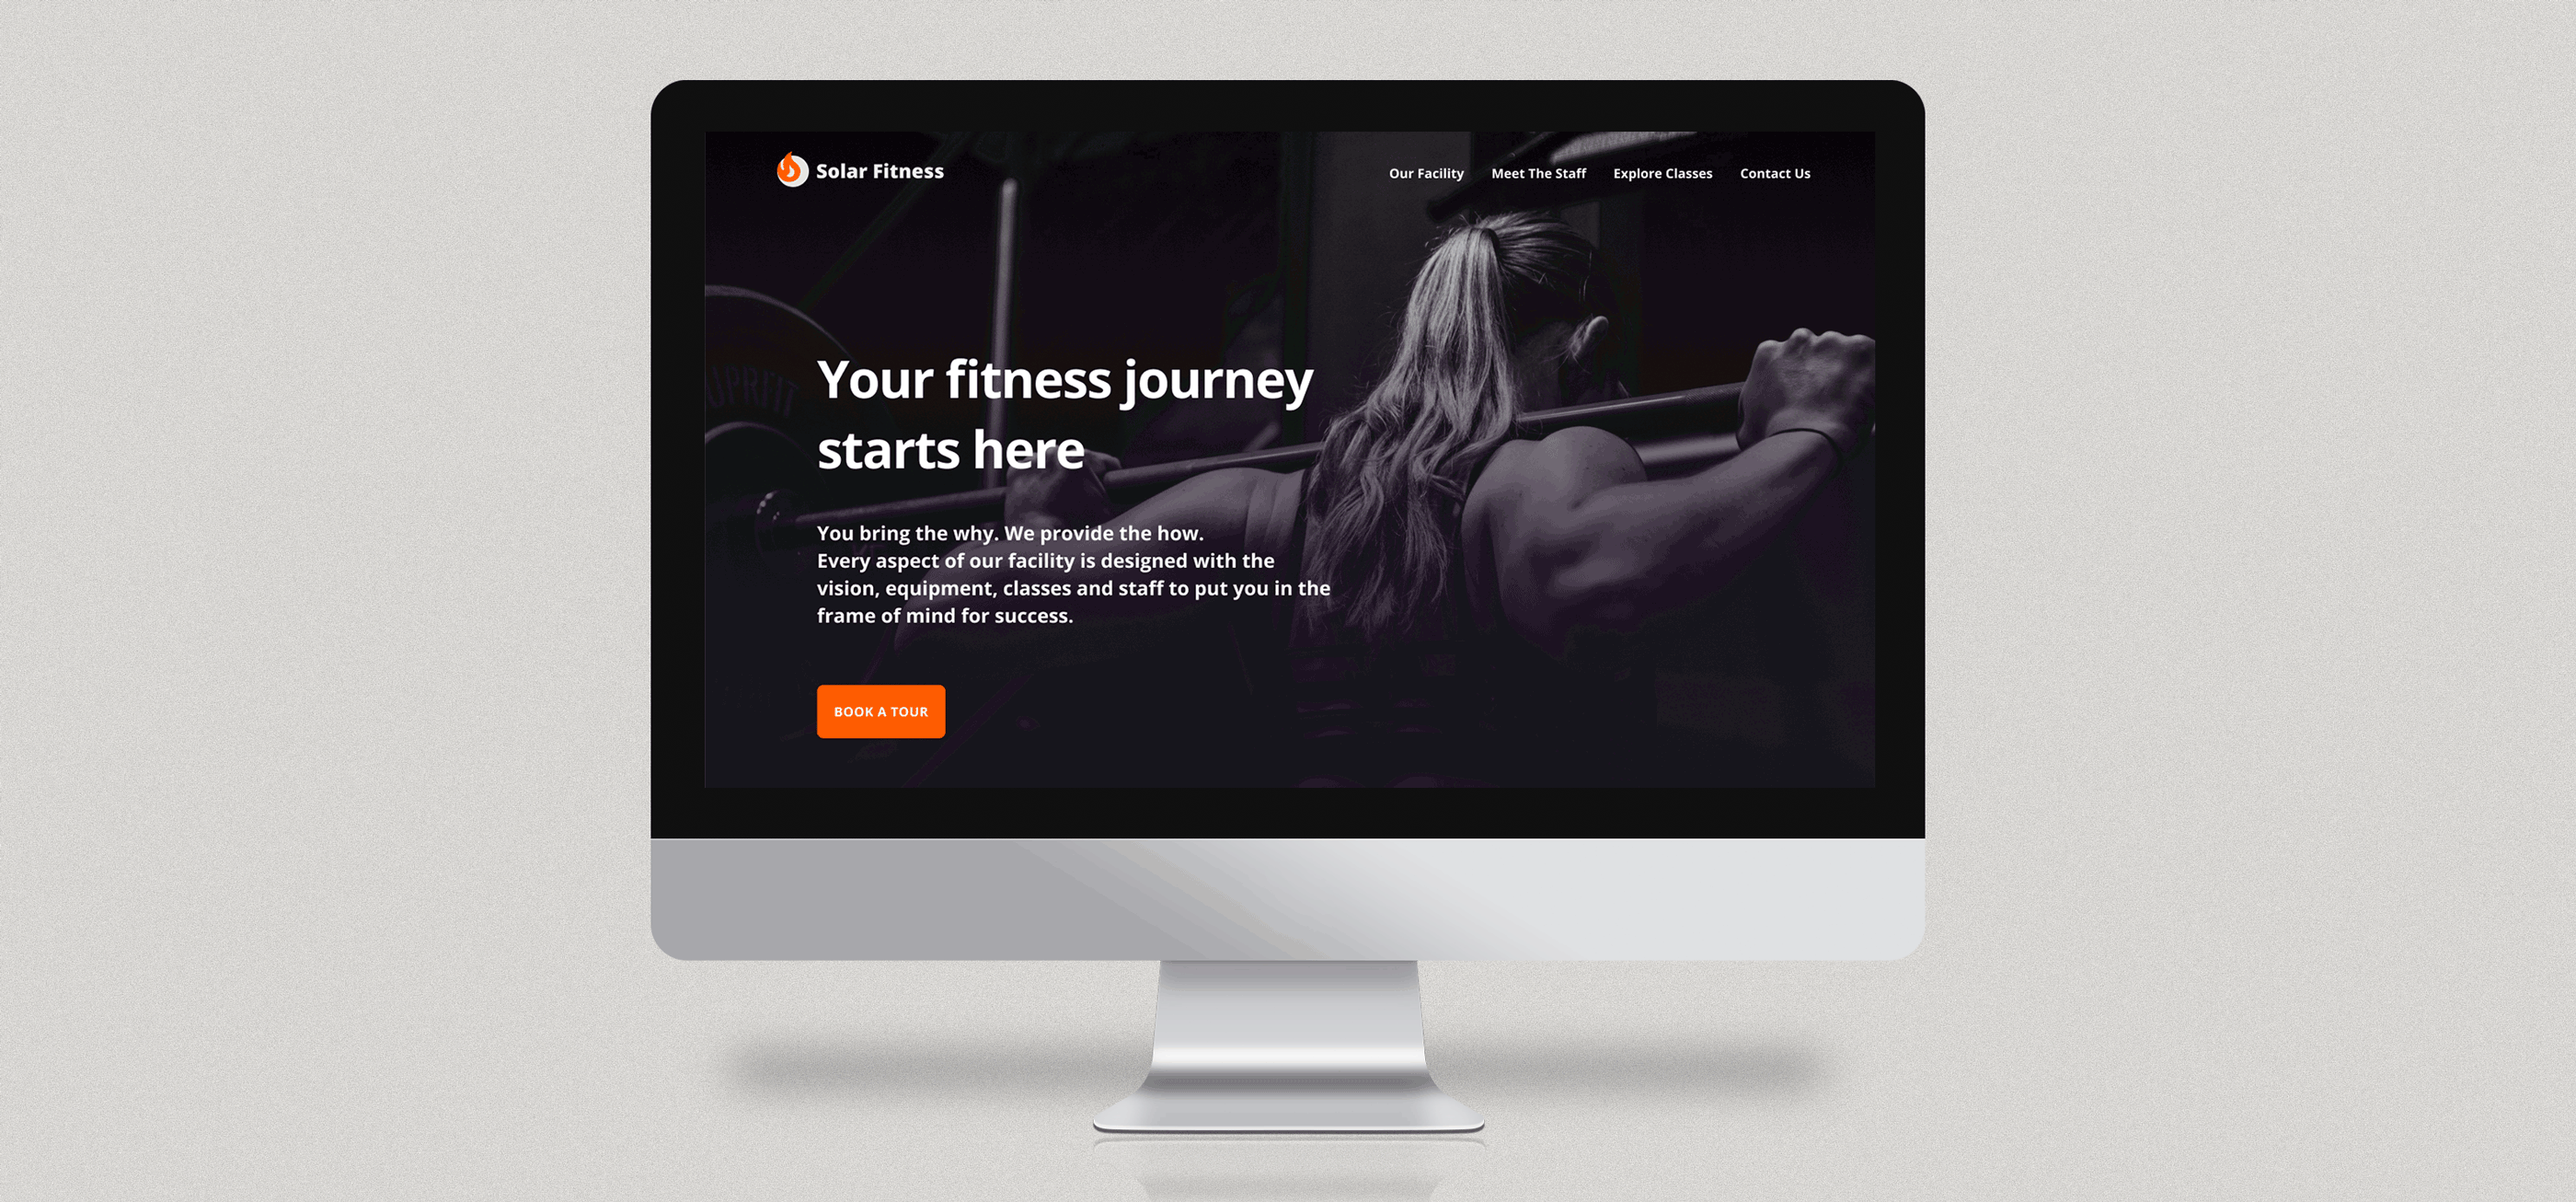 Solar Fitness
Our Facility
Meet The Staff
Explore Classes
Contact Us
Your fitness journey
starts here
You bring the why. We provide the how.
Every aspect of our facility is designed with the
vision, equipment, classes and staff to put you in the
frame of mind for success.
BOOK A TOUR